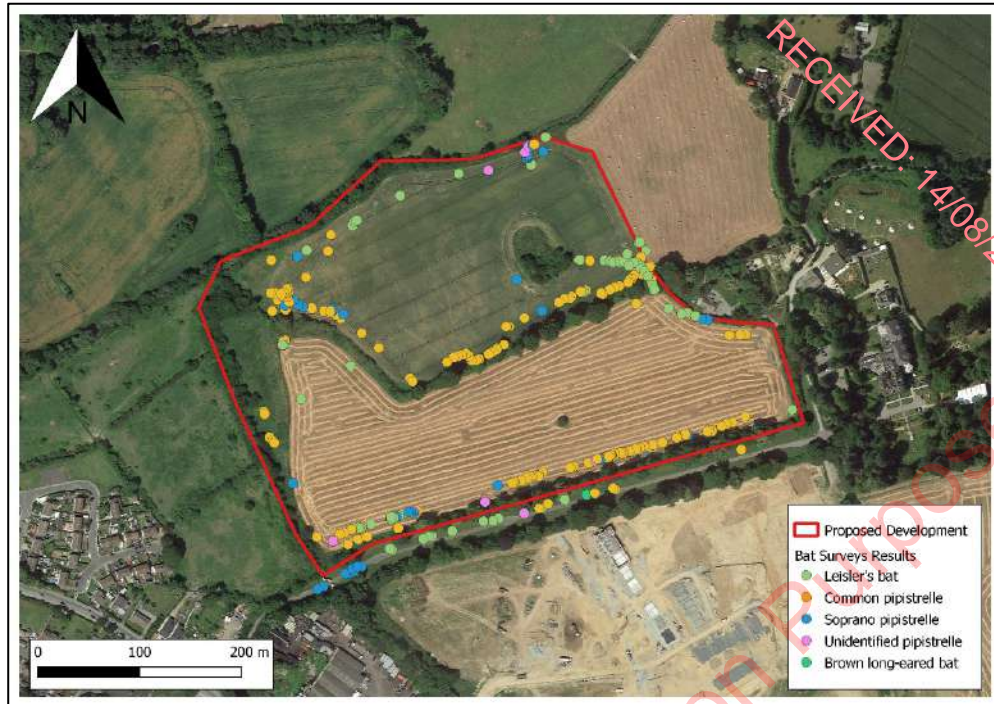 N
RECEIVED: 14/08/2
Proposed Development
Bat Surveys Results
Leisler's bat
Common pipistrelle
Soprano pipistrelle
Unidentified pipistrelle
Brown long-eared bat
0 100 200 m